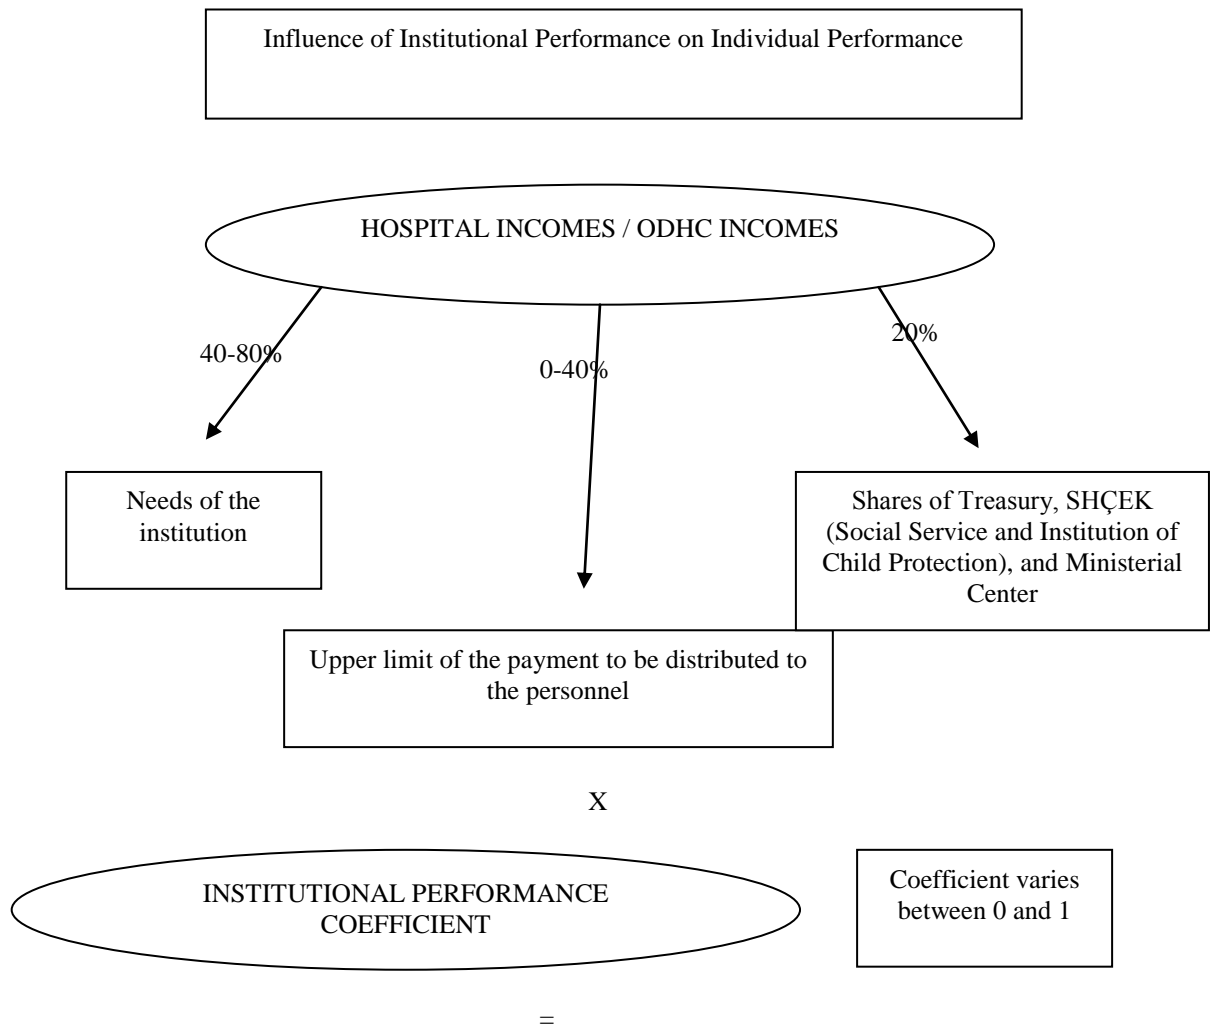 Influence of Institutional Performance on Individual Performance
HOSPITAL INCOMES / ODHC INCOMES
40-80%
0-40%
20%
Needs of the
institution
Shares of Treasury, SHÇEK
(Social Service and Institution of
Child Protection), and Ministerial
Center
Upper limit of the payment to be distributed to
the personnel
X
INSTITUTIONAL PERFORMANCE
COEFFICIENT
Coefficient varies
between 0 and 1
=